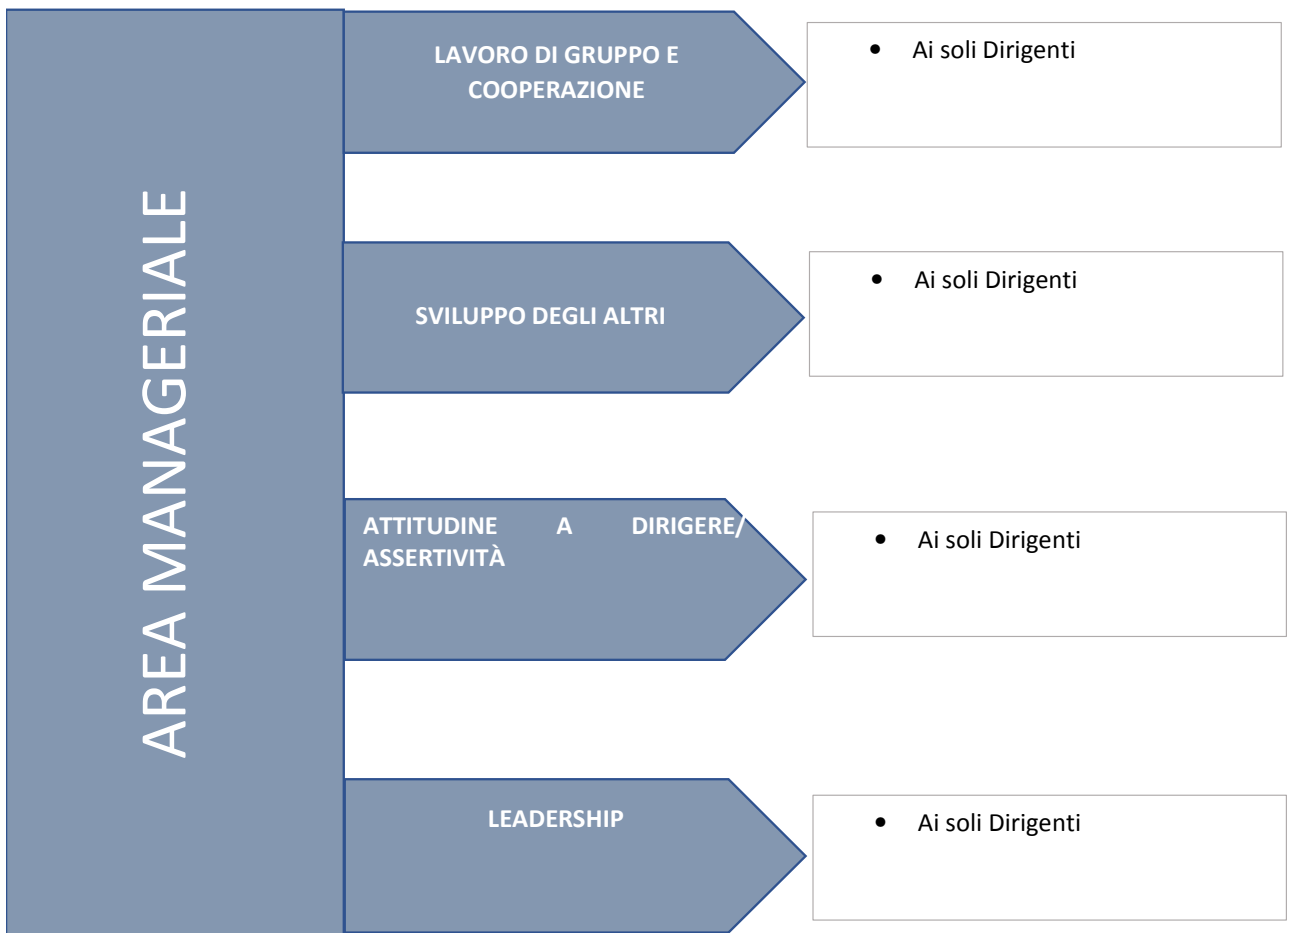 AREA MANAGERIALE
LAVORO DI GRUPPO E
COOPERAZIONE
• Ai soli Dirigenti
SVILUPPO DEGLI ALTRI
• Ai soli Dirigenti
ATTITUDINE A DIRIGERE/
ASSERTIVITÀ
• Ai soli Dirigenti
LEADERSHIP
• Ai soli Dirigenti